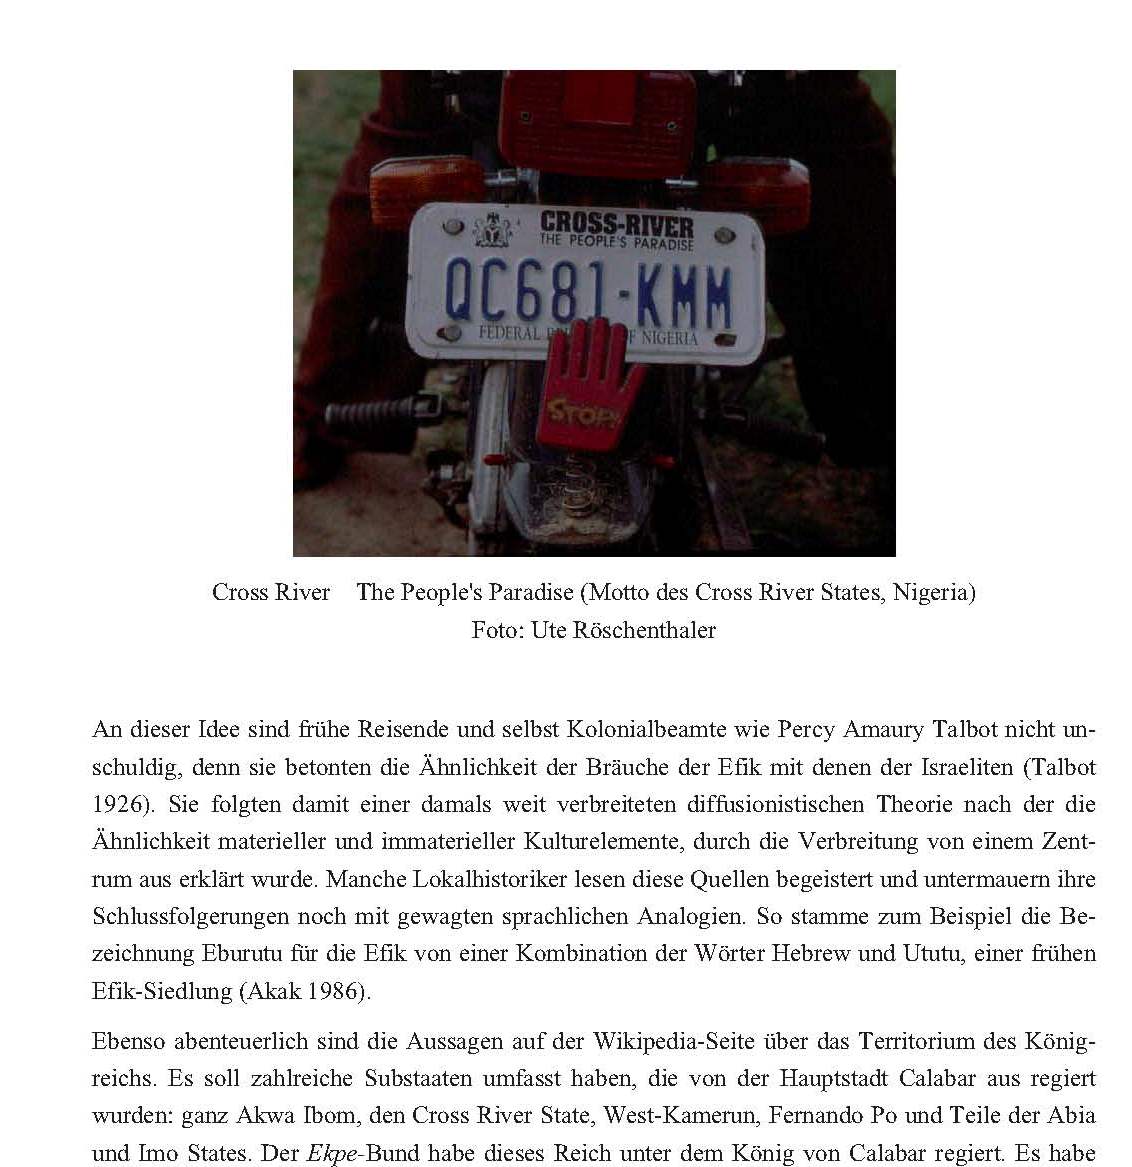 CROSS-RIVER
THE PEOPLE'S PARADISE
QC681-KMM
FEDERAL OF NIGERIA
STOP
Cross River The People's Paradise (Motto des Cross River States, Nigeria)
Foto: Ute Röschenthaler
An dieser Idee sind frühe Reisende und selbst Kolonialbeamte wie Percy Amaury Talbot nicht un-
schuldig, denn sie betonten die Ähnlichkeit der Bräuche der Efik mit denen der Israeliten (Talbot
1926). Sie folgten damit einer damals weit verbreiteten diffusionistischen Theorie nach der die
Ähnlichkeit materieller und immaterieller Kulturelemente, durch die Verbreitung von einem Zent-
rum aus erklärt wurde. Manche Lokalhistoriker lesen diese Quellen begeistert und untermauern ihre
Schlussfolgerungen noch mit gewagten sprachlichen Analogien. So stamme zum Beispiel die Be-
zeichnung Eburutu für die Efik von einer Kombination der Wörter Hebrew und Ututu, einer frühen
Efik-Siedlung (Akak 1986).
Ebenso abenteuerlich sind die Aussagen auf der Wikipedia-Seite über das Territorium des König-
reichs. Es soll zahlreiche Substaaten umfasst haben, die von der Hauptstadt Calabar aus regiert
wurden: ganz Akwa Ibom, den Cross River State, West-Kamerun, Fernando Po und Teile der Abia
und Imo States. Der Ekpe-Bund habe dieses Reich unter dem König von Calabar regiert. Es habe